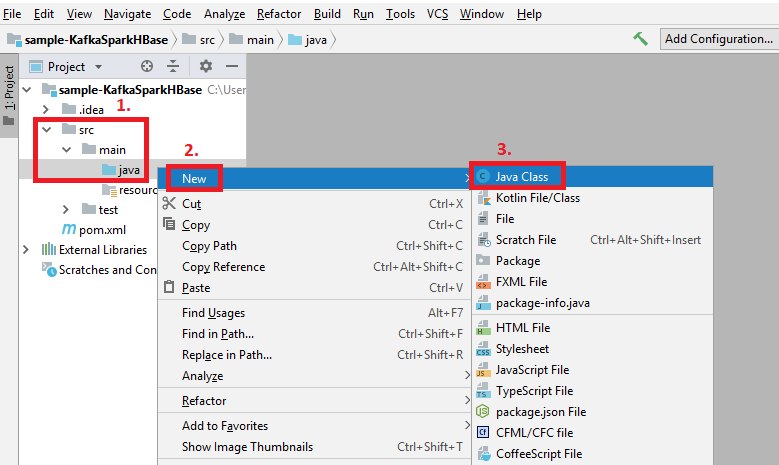 File Edit View Navigate Code Analyze Refactor Build Run Tools VCS Window Help
sample-KafkaSparkHBase src main java Add Configuration...
1: Project
Project
sample-KafkaSparkHBase C:\User
1.
.idea
src
main
java
resourc
test
pom.xml
External Libraries
Scratches and Con
2.
New
Cut Ctrl+X
Copy Ctrl+C
Copy Path Ctrl+Shift+C
Copy Reference Ctrl+Alt+Shift+C
Paste Ctrl+V
Find Usages Alt+F7
Find in Path... Ctrl+Shift+F
Replace in Path... Ctrl+Shift+R
Analyze
Refactor
Add to Favorites
Show Image Thumbnails Ctrl+Shift+T
3.
Java Class
Kotlin File/Class
File
Scratch File Ctrl+Alt+Shift+Insert
Package
FXML File
package-info.java
HTML File
Stylesheet
JavaScript File
TypeScript File
package.json File
CFML/CFC file
CoffeeScript File